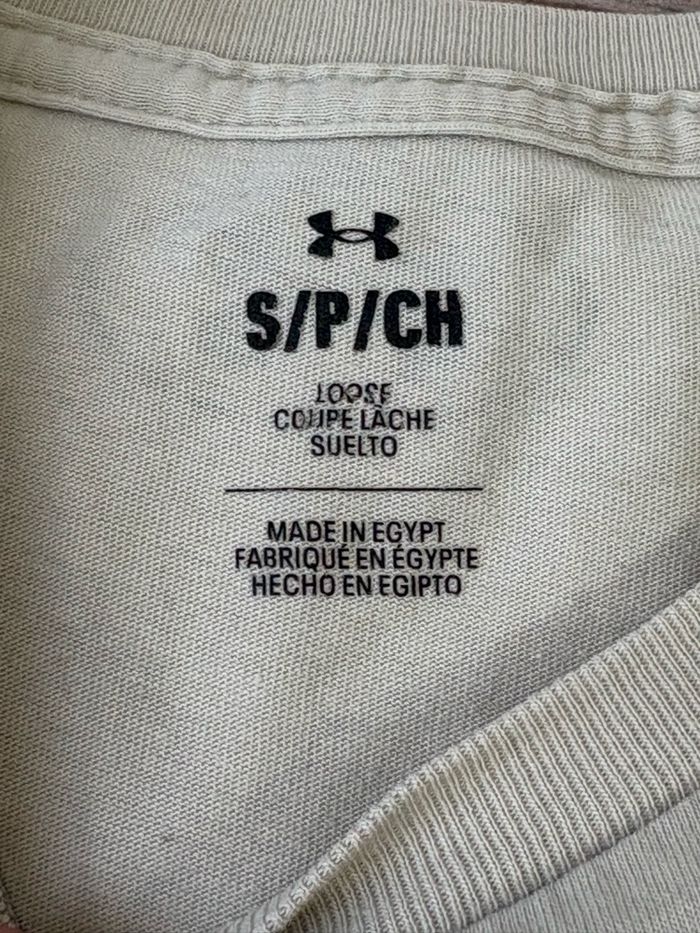 S/P/CH
LOOSE
COUPE LÂCHE
SUELTO
MADE IN EGYPT
FABRIQUÉ EN ÉGYPTE
HECHO EN EGIPTO